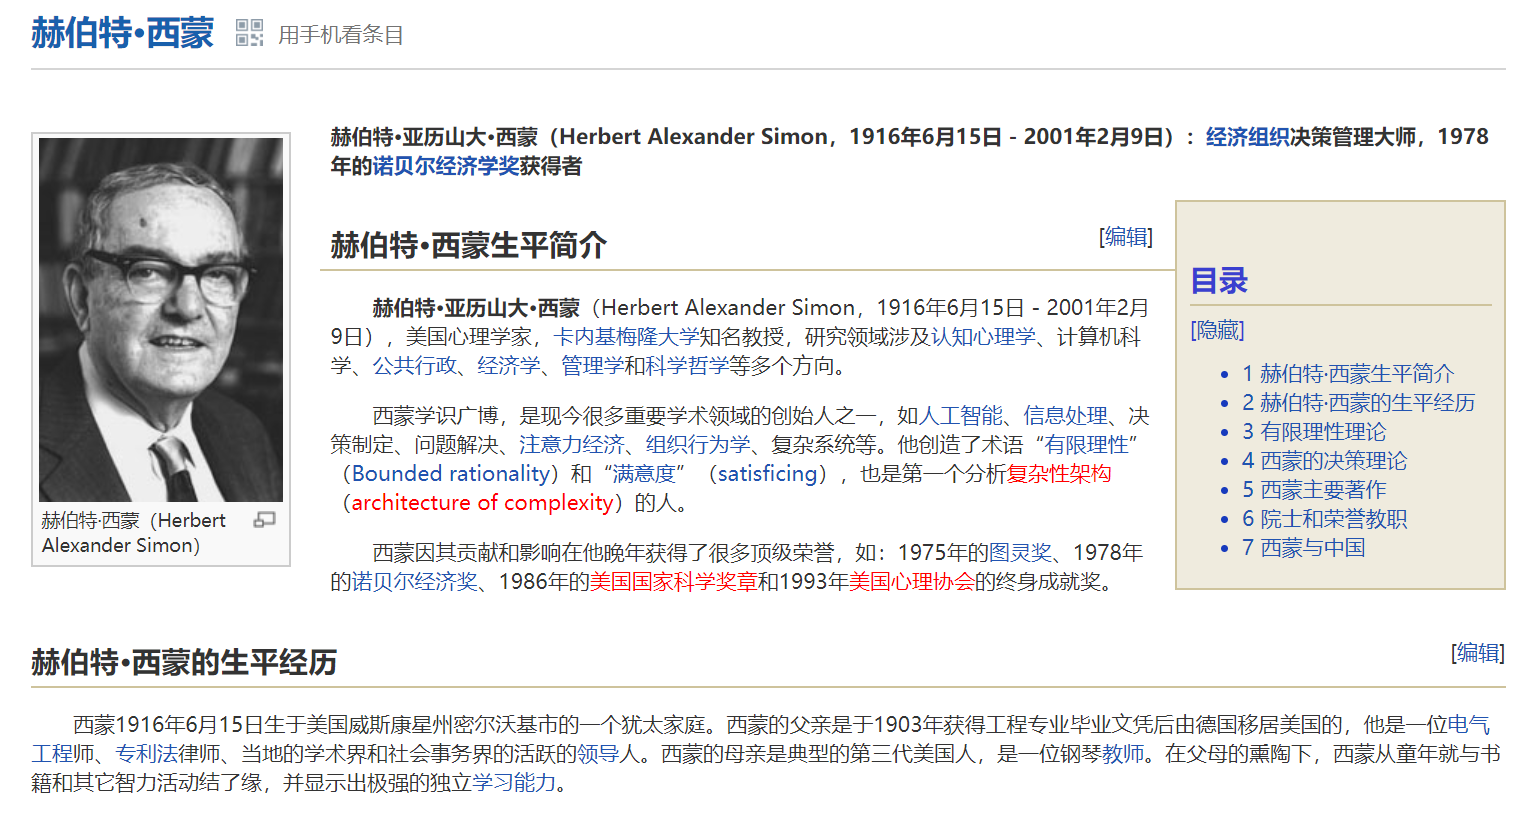 赫伯特·西蒙 用手机看条目
赫伯特·亚历山大·西蒙（Herbert Alexander Simon，1916年6月15日 - 2001年2月9日）：经济组织决策管理大师，1978
年的诺贝尔经济学奖获得者
赫伯特·西蒙生平简介
[编辑]
赫伯特·亚历山大·西蒙（Herbert Alexander Simon，1916年6月15日 - 2001年2月
9日），美国心理学家，卡内基梅隆大学知名教授，研究领域涉及认知心理学、计算机科
学、公共行政、经济学、管理学和科学哲学等多个方向。
西蒙学识广博，是现今很多重要学术领域的创始人之一，如人工智能、信息处理、决
策制定、问题解决、注意力经济、组织行为学、复杂系统等。他创造了术语“有限理性”
（Bounded rationality）和“满意度”（satisficing），也是第一个分析复杂性架构
（architecture of complexity）的人。
西蒙因其贡献和影响在他晚年获得了很多顶级荣誉，如：1975年的图灵奖、1978年
的诺贝尔经济奖、1986年的美国国家科学奖章和1993年美国心理协会的终身成就奖。
赫伯特·西蒙（Herbert
Alexander Simon）
目录
[隐藏]
1 赫伯特·西蒙生平简介
2 赫伯特·西蒙的生平经历
3 有限理性理论
4 西蒙的决策理论
5 西蒙主要著作
6 院士和荣誉教职
7 西蒙与中国
赫伯特·西蒙的生平经历
[编辑]
西蒙1916年6月15日生于美国威斯康星州密尔沃基市的一个犹太家庭。西蒙的父亲是于1903年获得工程专业毕业文凭后由德国移居美国的，他是一位电气
工程师、专利法律师、当地的学术界和社会事务界的活跃的领导人。西蒙的母亲是典型的第三代美国人，是一位钢琴教师。在父母的熏陶下，西蒙从童年就与书
籍和其它智力活动结了缘，并显示出极强的独立学习能力。